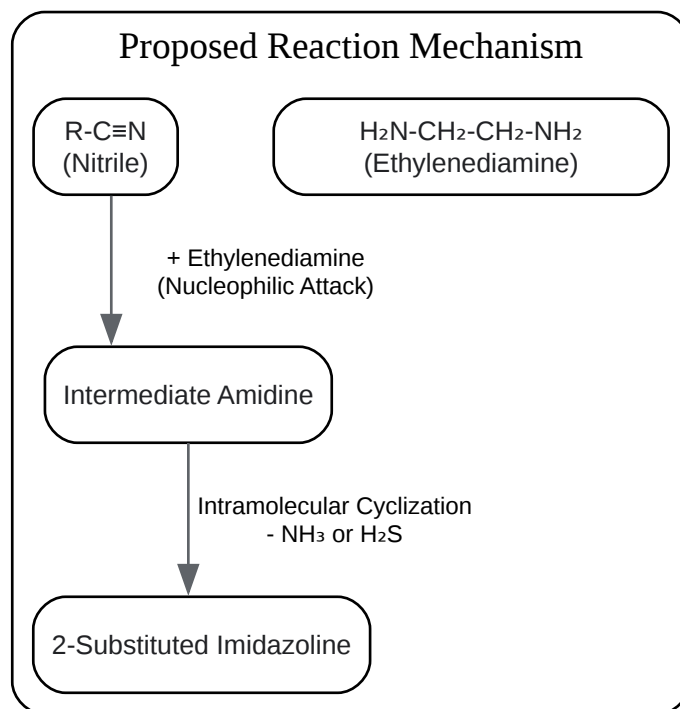 Proposed Reaction Mechanism
R-C≡N
(Nitrile)
H₂N-CH₂-CH₂-NH₂
(Ethylenediamine)
+ Ethylenediamine
(Nucleophilic Attack)
Intermediate Amidine
Intramolecular Cyclization
- NH₃ or H₂S
2-Substituted Imidazoline